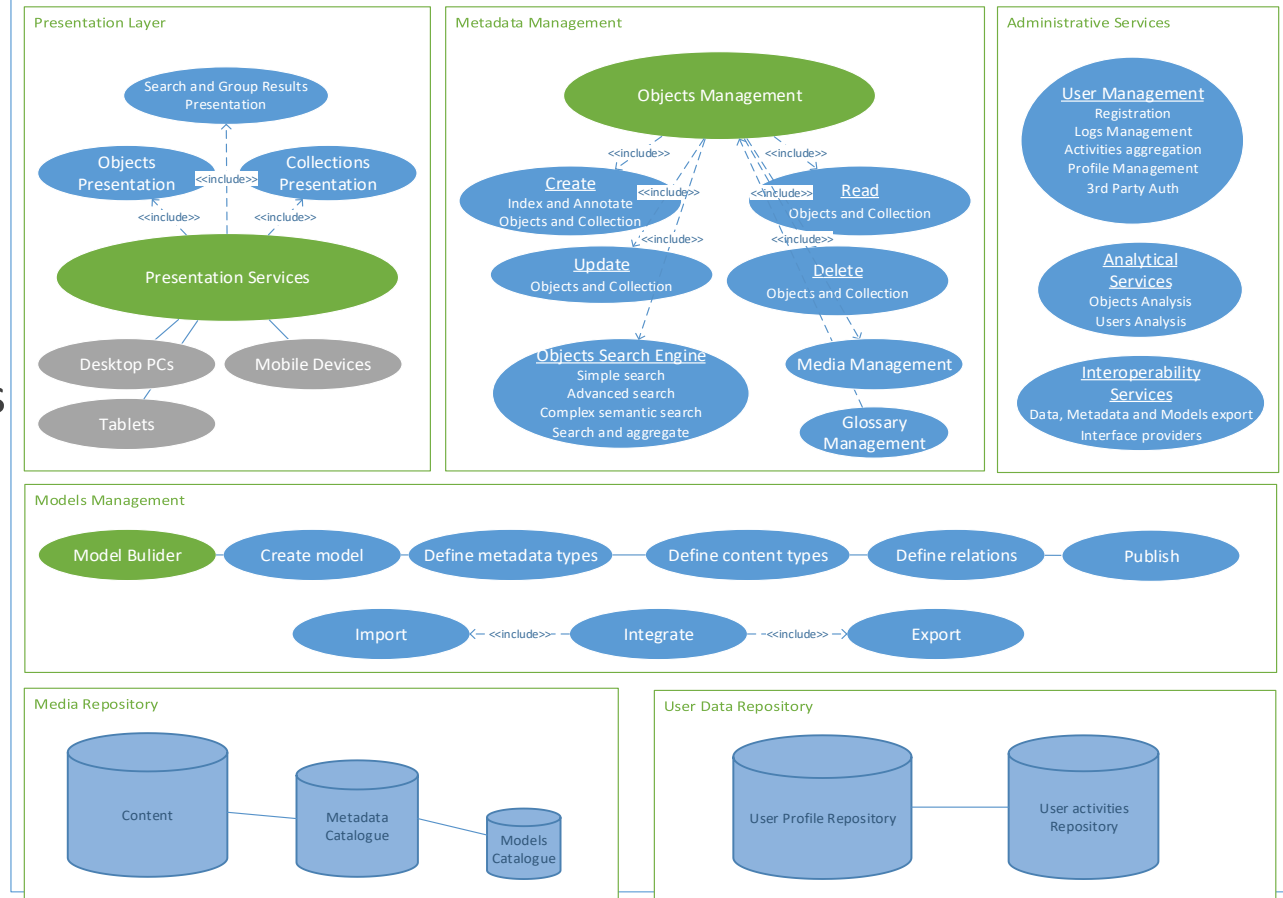 Presentation Layer
Search and Group Results
Presentation
Objects
Presentation
Collections
Presentation
<<include>>
<<include>>
<<include>>
Presentation Services
Desktop PCs
Mobile Devices
Tablets
Metadata Management
Objects Management
<<include>>
<<include>>
Create
Index and Annotate
Objects and Collection
<<include>>
<<include>>
Read
Objects and Collection
<<include>>
<<include>>
Update
Objects and Collection
Delete
Objects and Collection
Objects Search Engine
Simple search
Advanced search
Complex semantic search
Search and aggregate
Media Management
Glossary
Management
Administrative Services
User Management
Registration
Logs Management
Activities aggregation
Profile Management
3rd Party Auth
Analytical
Services
Objects Analysis
Users Analysis
Interoperability
Services
Data, Metadata and Models export
Interface providers
s
Models Management
Model Bulider
Create model
Define metadata types
Define content types
Define relations
Publish
Import
<<include>>
Integrate
<<include>>
Export
Media Repository
Content
Metadata
Catalogue
Models
Catalogue
User Data Repository
User Profile Repository
User activities
Repository